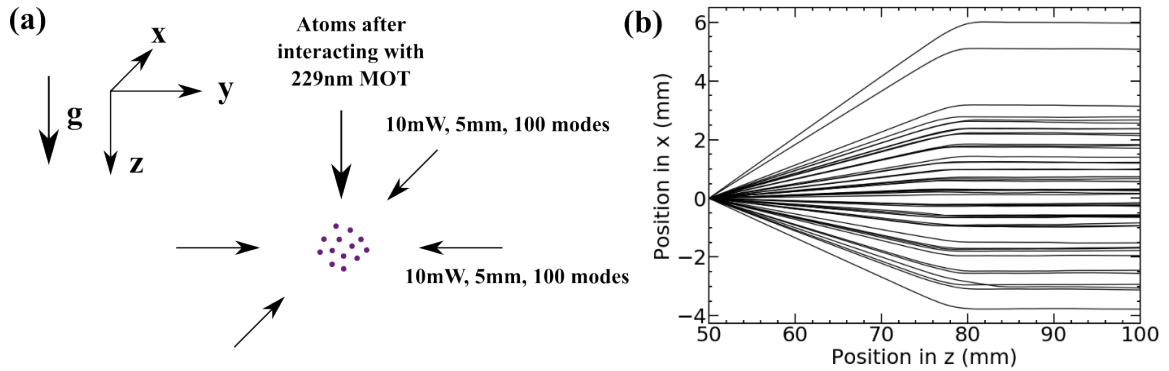 (a)
x
y
g
z
Atoms after
interacting with
229nm MOT
10mW, 5mm, 100 modes
10mW, 5mm, 100 modes
(b)
Position in x (mm)
6
4
2
0
−2
−4
50 60 70 80 90 100
Position in z (mm)